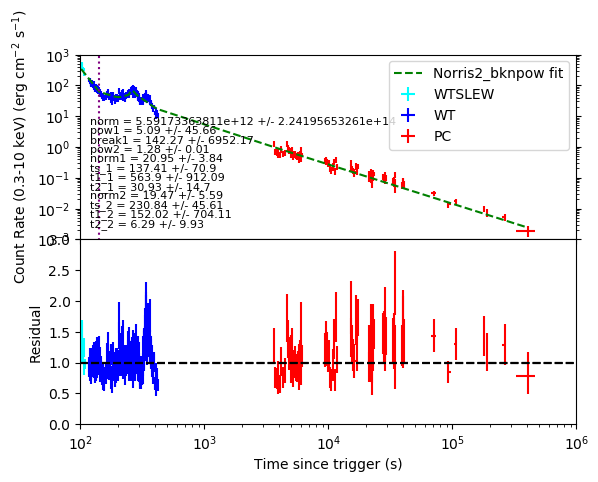 Count Rate (0.3-10 keV) (erg cm⁻² s⁻¹)
10³
10²
10¹
10⁰
10⁻¹
10⁻²
10⁻³
Norris2_bknpow fit
WTSLEW
WT
PC
norm = 5.59173363811e+12 +/- 2.24195653261e+14
pow1 = 5.09 +/- 45.66
break1 = 142.27 +/- 6952.17
pow2 = 1.28 +/- 0.01
norm1 = 20.95 +/- 3.84
ts_1 = 137.41 +/- 70.9
t1_1 = 563.9 +/- 912.09
t2_1 = 30.93 +/- 14.7
norm2 = 19.47 +/- 5.59
ts_2 = 230.84 +/- 45.61
t1_2 = 152.02 +/- 704.11
t2_2 = 6.29 +/- 9.93
Residual
3.0
2.5
2.0
1.5
1.0
0.5
0.0
10² 10³ 10⁴ 10⁵ 10⁶
Time since trigger (s)